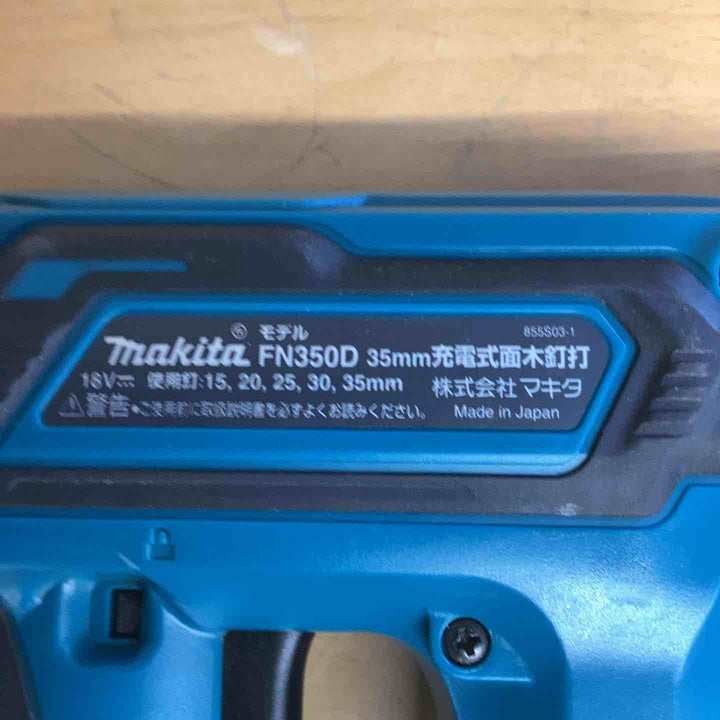 モデル
855S03-1
makita FN350D 35mm充電式面木釘打
18V⎓ 使用釘:15, 20, 25, 30, 35mm 株式会社マキタ
⚠警告 •ご使用前に取扱説明書を必ずよくお読みください。 Made in Japan